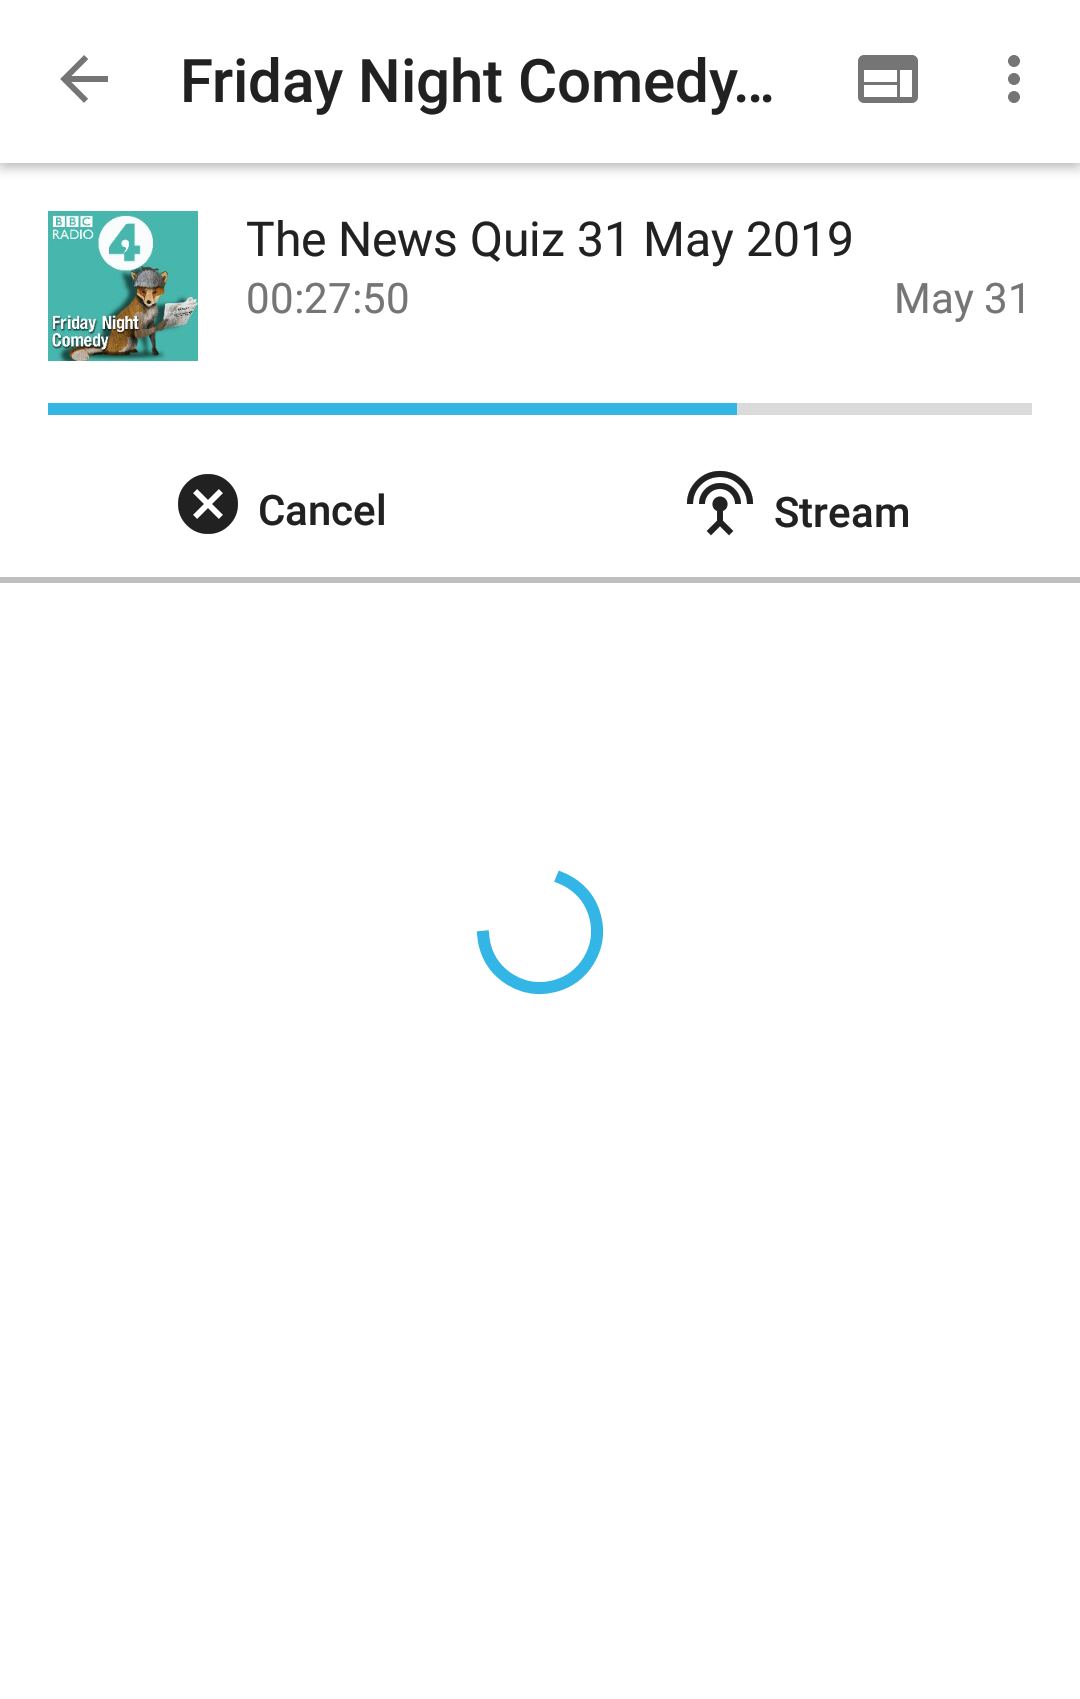 Friday Night Comedy...
BBC
RADIO 4
Friday Night
Comedy
The News Quiz 31 May 2019
00:27:50
May 31
Cancel
Stream